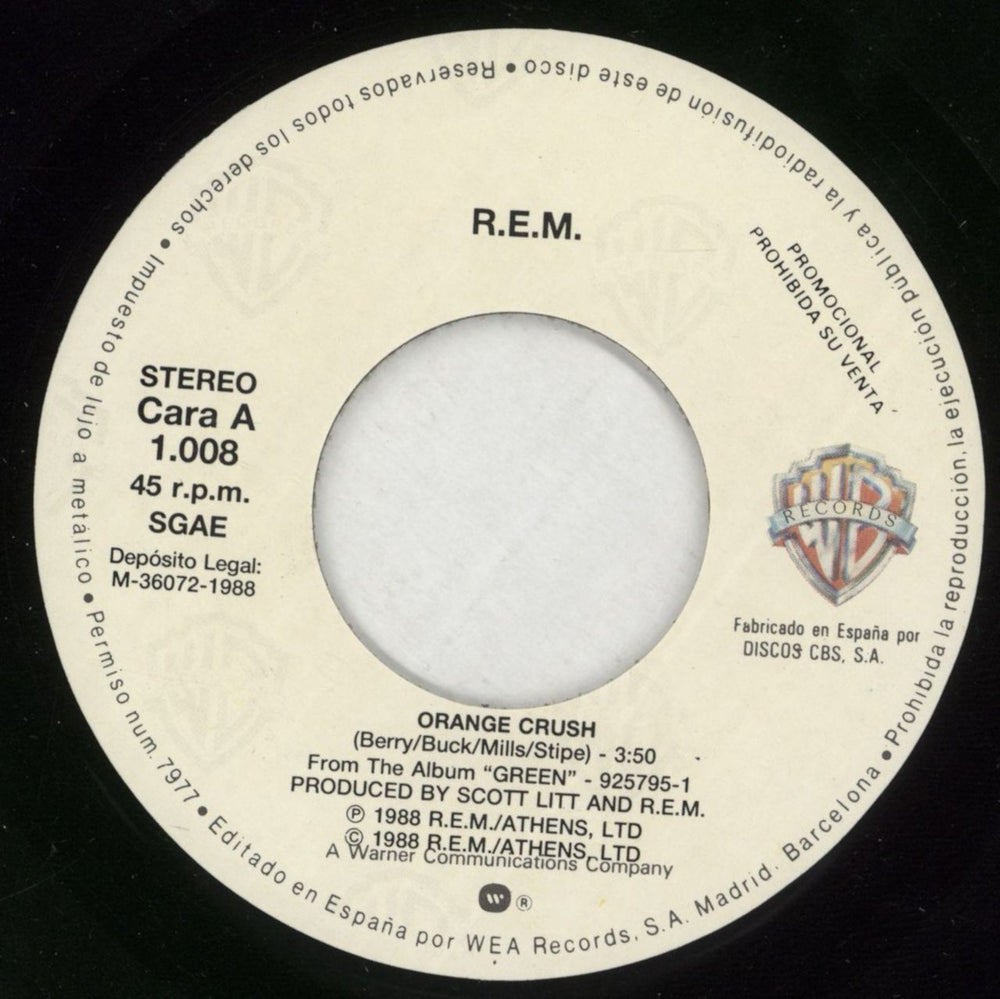 R.E.M.
PROMOCIONAL
PROHIBIDA SU VENTA
STEREO
Cara A
1.008
45 r.p.m.
SGAE
Depósito Legal:
M-36072-1988
WB
RECORDS
Fabricado en España por
DISCOS CBS, S.A.
ORANGE CRUSH
(Berry/Buck/Mills/Stipe) - 3:50
From The Album "GREEN" - 925795-1
PRODUCED BY SCOTT LITT AND R.E.M.
℗ 1988 R.E.M./ATHENS, LTD
© 1988 R.E.M./ATHENS, LTD
A Warner Communications Company
W ®
Reservados todos los derechos • Impuesto de lujo a metálico • Permiso num. 7977 • Editado en España por WEA Records, S.A. Madrid. Barcelona • Prohibida la reproducción, la ejecución pública y la radiodifusión de este disco •